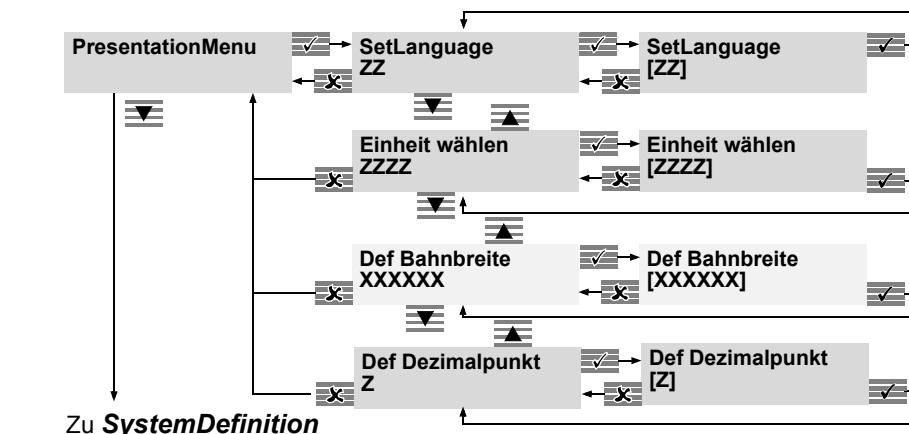 PresentationMenu
SetLanguage
ZZ
SetLanguage
[ZZ]
Einheit wählen
ZZZZ
Einheit wählen
[ZZZZ]
Def Bahnbreite
XXXXXX
Def Bahnbreite
[XXXXXX]
Def Dezimalpunkt
Z
Def Dezimalpunkt
[Z]
Zu SystemDefinition